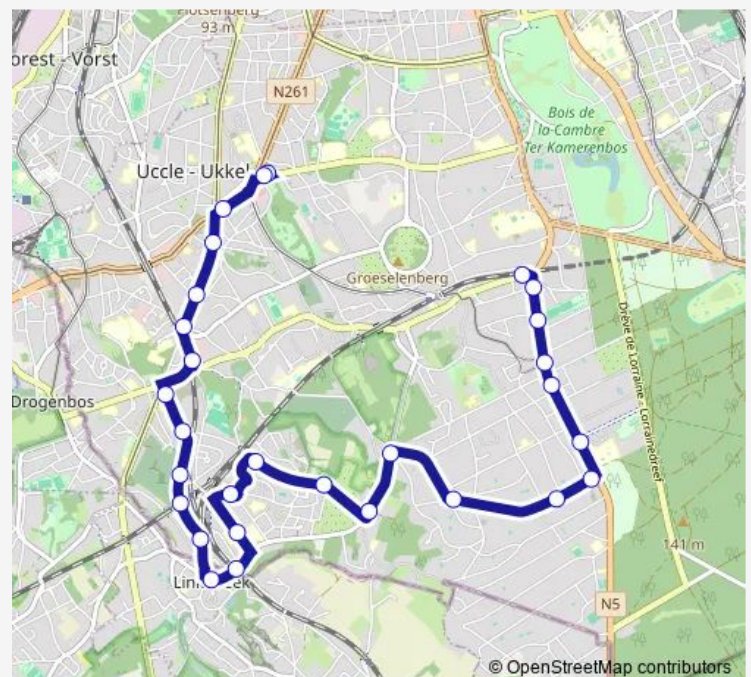 93 m
orest - Vorst
N261
Bois de
la-Cambre
Ter Kamerenbos
Uccle - Ukkel
Groeselenberg
Drève de Lorraine - Lorrainedreef
Drogenbos
141 m
N5
© OpenStreetMap contributors